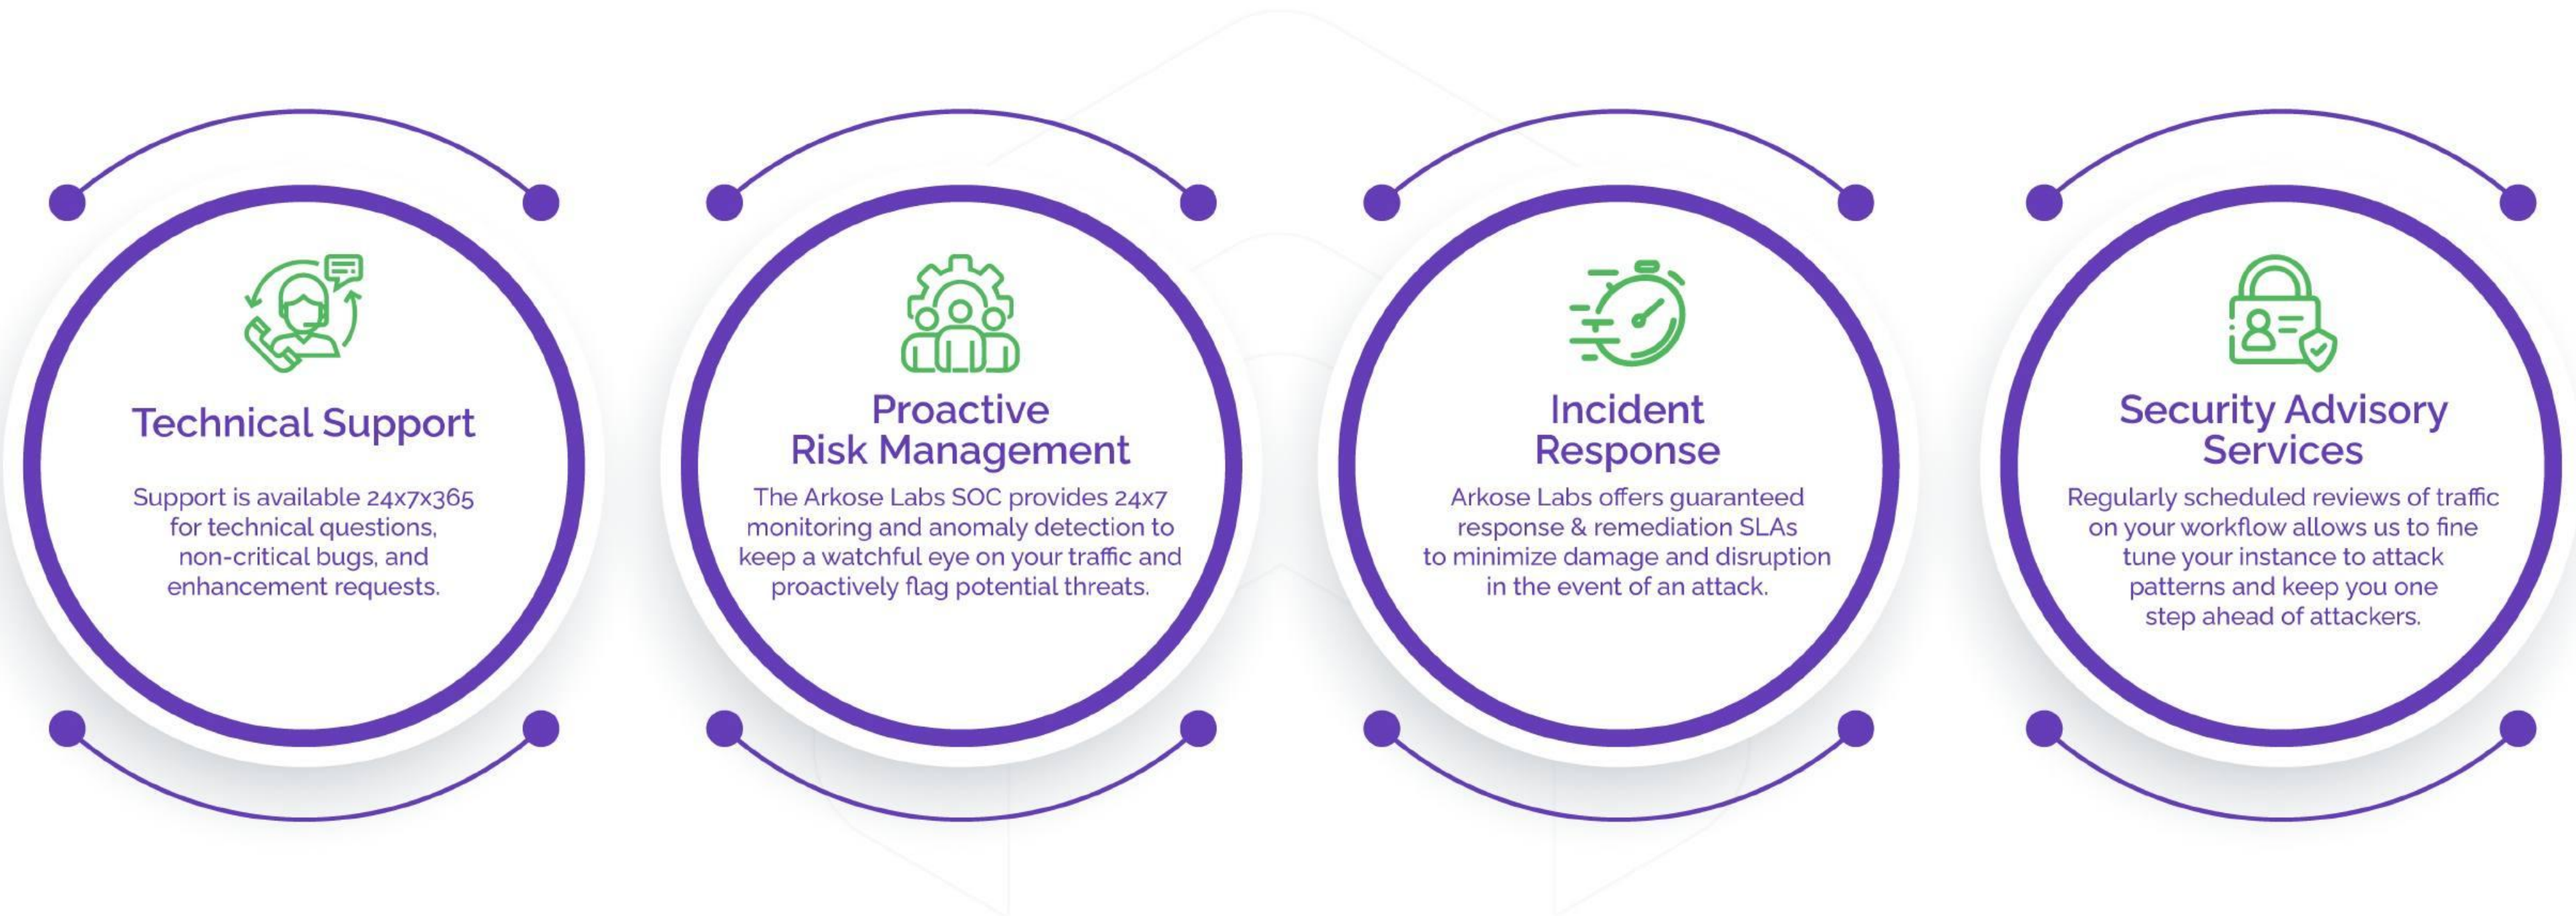 Technical Support
Support is available 24x7x365
for technical questions,
non-critical bugs, and
enhancement requests.
Proactive
Risk Management
The Arkose Labs SOC provides 24x7
monitoring and anomaly detection to
keep a watchful eye on your traffic and
proactively flag potential threats.
Incident
Response
Arkose Labs offers guaranteed
response & remediation SLAs
to minimize damage and disruption
in the event of an attack.
Security Advisory
Services
Regularly scheduled reviews of traffic
on your workflow allows us to fine
tune your instance to attack
patterns and keep you one
step ahead of attackers.